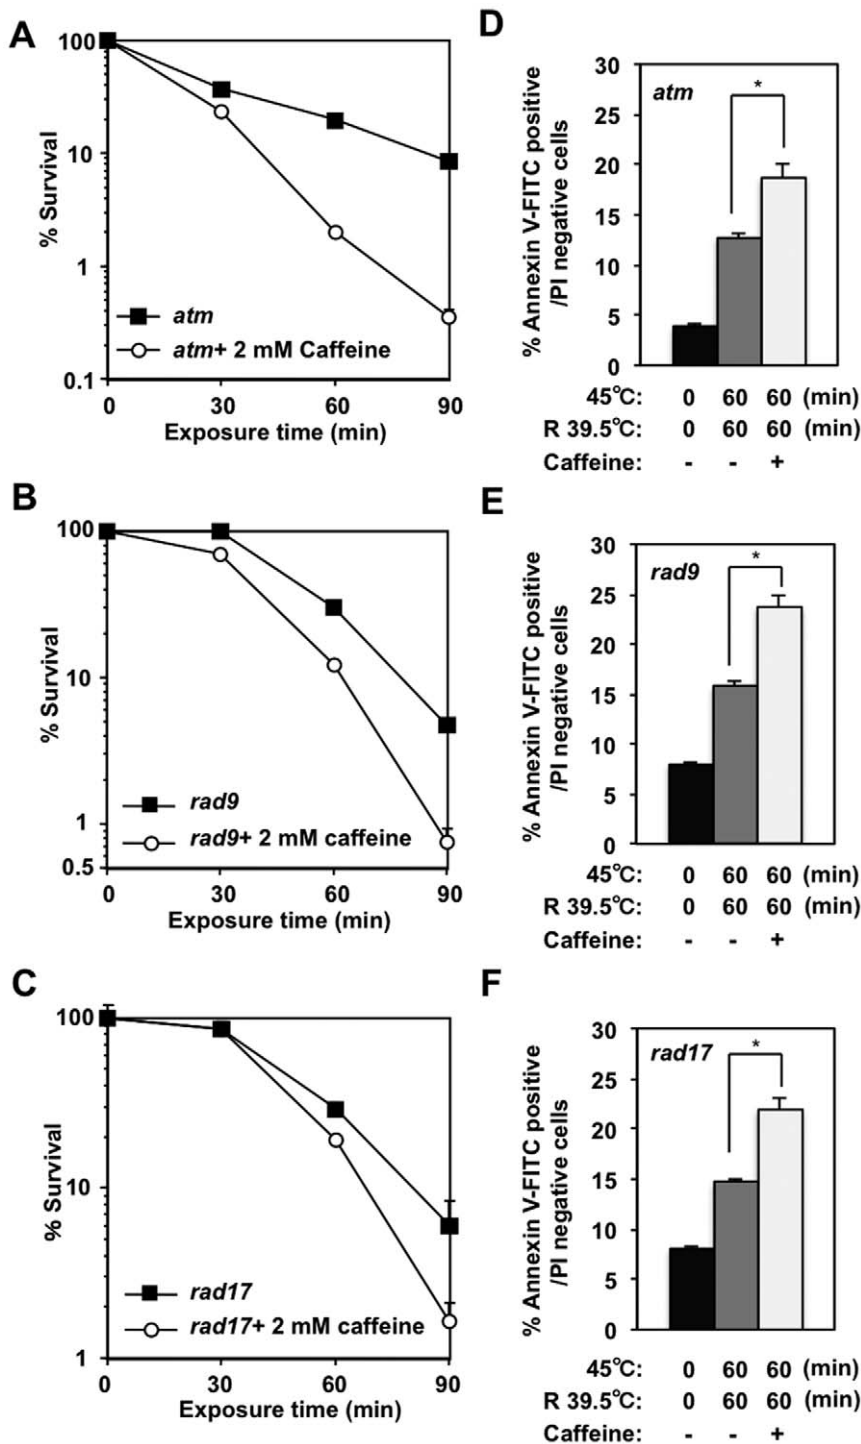 A
% Survival
100
10
1
0.1
atm
atm+ 2 mM Caffeine
0 30 60 90
Exposure time (min)
D
% Annexin V-FITC positive
/PI negative cells
30
25
20
15
10
5
0
atm
*
45°C: 0 60 60 (min)
R 39.5°C: 0 60 60 (min)
Caffeine: - - +
B
% Survival
100
10
1
0.5
rad9
rad9+ 2 mM caffeine
0 30 60 90
Exposure time (min)
E
% Annexin V-FITC positive
/PI negative cells
30
25
20
15
10
5
0
rad9
*
45°C: 0 60 60 (min)
R 39.5°C: 0 60 60 (min)
Caffeine: - - +
C
% Survival
100
10
1
rad17
rad17+ 2 mM caffeine
0 30 60 90
Exposure time (min)
F
% Annexin V-FITC positive
/PI negative cells
30
25
20
15
10
5
0
rad17
*
45°C: 0 60 60 (min)
R 39.5°C: 0 60 60 (min)
Caffeine: - - +